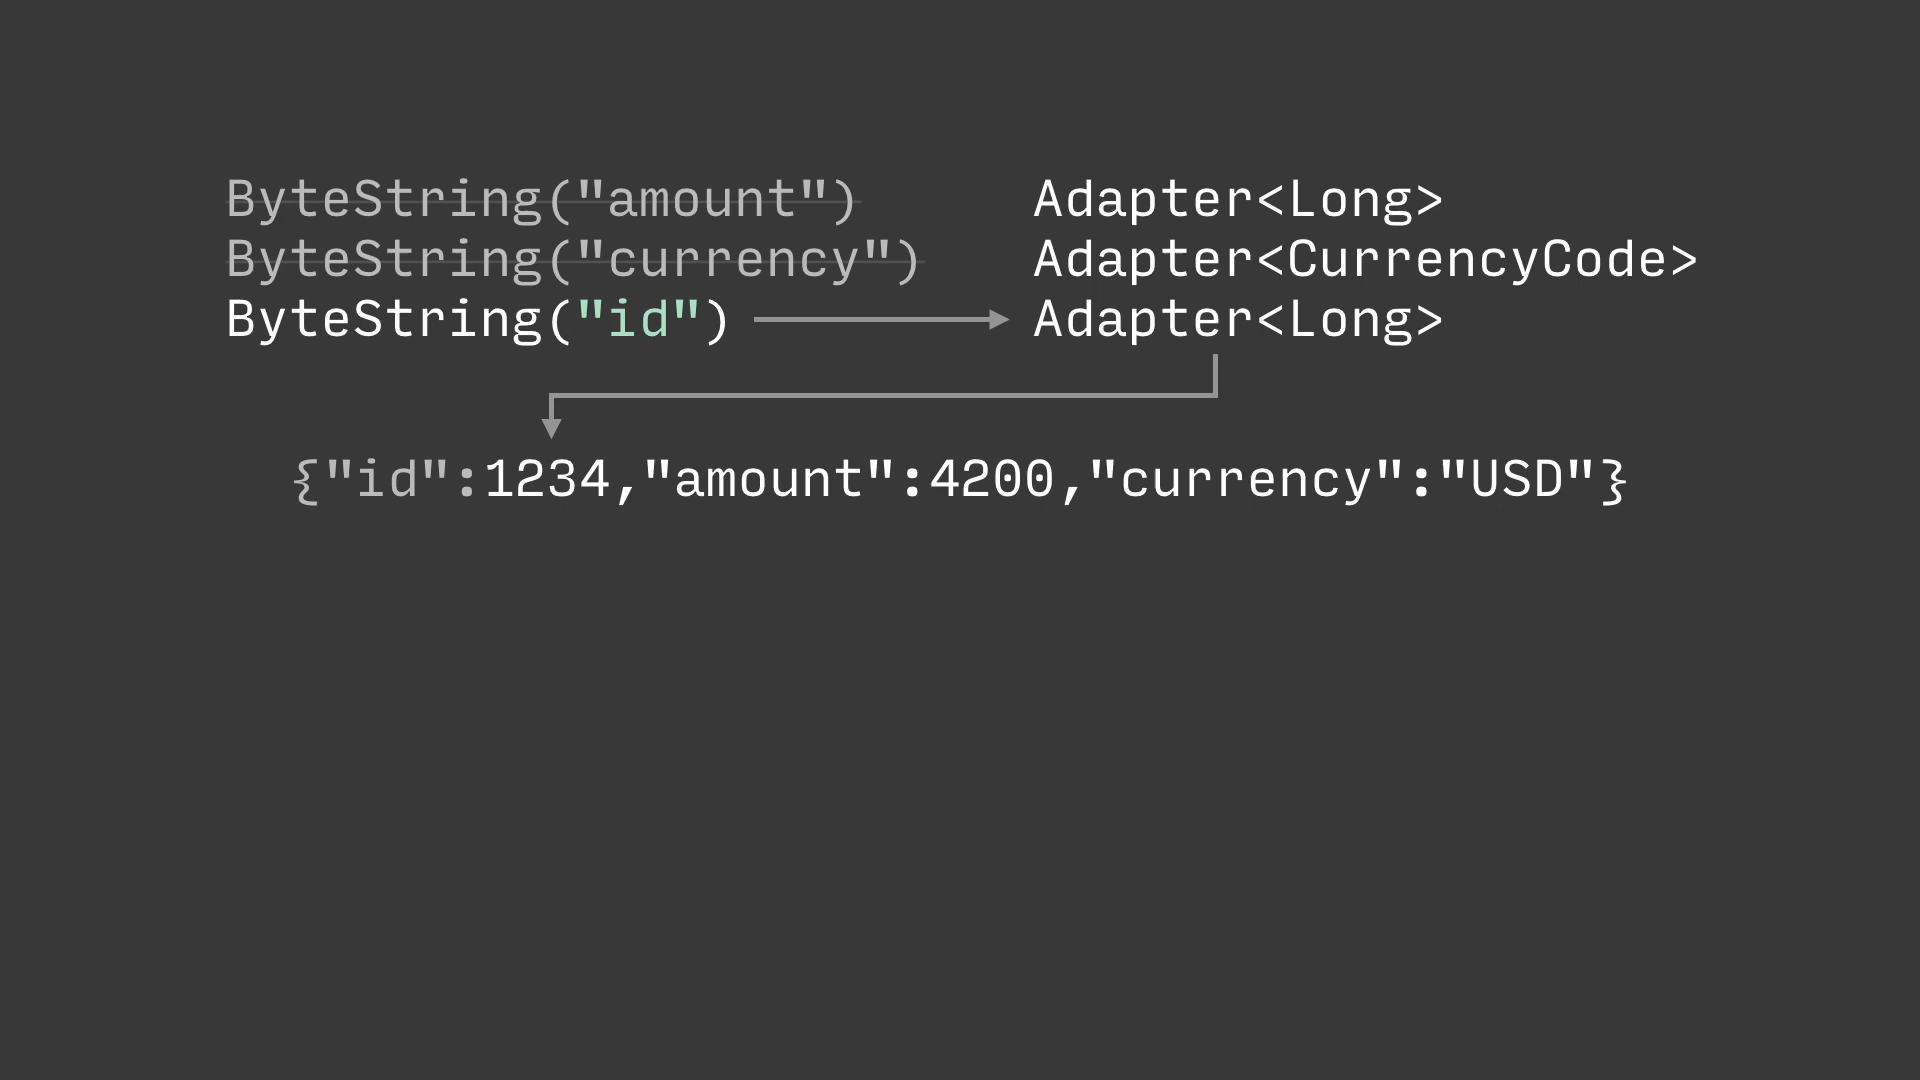 ByteString("amount") Adapter<Long>
ByteString("currency") Adapter<CurrencyCode>
ByteString("id") Adapter<Long>
{"id":1234,"amount":4200,"currency":"USD"}